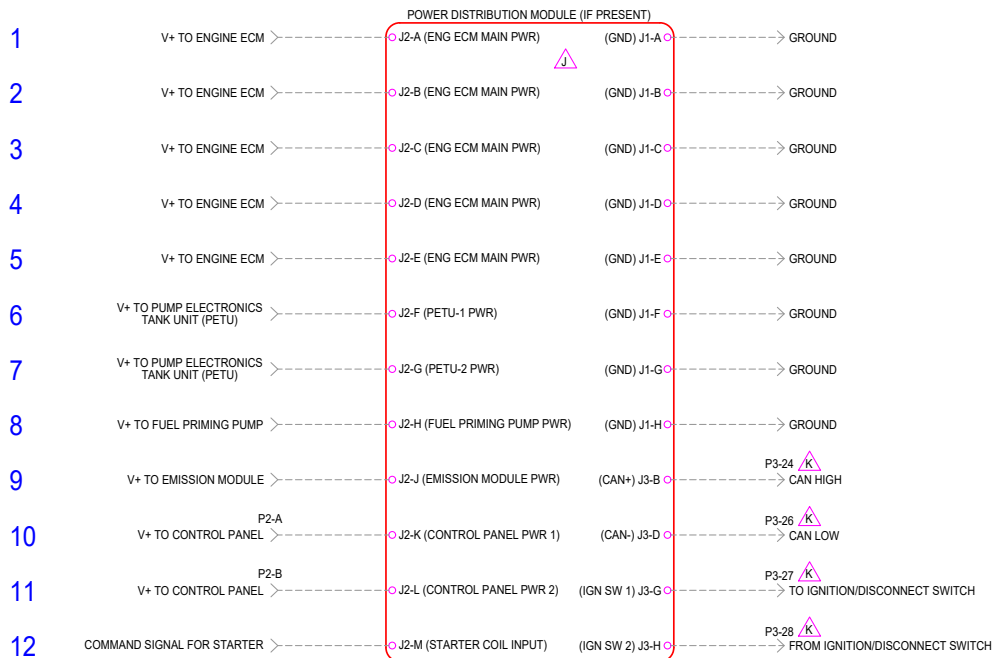 POWER DISTRIBUTION MODULE (IF PRESENT)
1 V+ TO ENGINE ECM J2-A (ENG ECM MAIN PWR) (GND) J1-A GROUND
J
2 V+ TO ENGINE ECM J2-B (ENG ECM MAIN PWR) (GND) J1-B GROUND
3 V+ TO ENGINE ECM J2-C (ENG ECM MAIN PWR) (GND) J1-C GROUND
4 V+ TO ENGINE ECM J2-D (ENG ECM MAIN PWR) (GND) J1-D GROUND
5 V+ TO ENGINE ECM J2-E (ENG ECM MAIN PWR) (GND) J1-E GROUND
V+ TO PUMP ELECTRONICS
6 TANK UNIT (PETU) J2-F (PETU-1 PWR) (GND) J1-F GROUND
V+ TO PUMP ELECTRONICS
7 TANK UNIT (PETU) J2-G (PETU-2 PWR) (GND) J1-G GROUND
8 V+ TO FUEL PRIMING PUMP J2-H (FUEL PRIMING PUMP PWR) (GND) J1-H GROUND
P3-24 K
9 V+ TO EMISSION MODULE J2-J (EMISSION MODULE PWR) (CAN+) J3-B CAN HIGH
P2-A P3-26 K
10 V+ TO CONTROL PANEL J2-K (CONTROL PANEL PWR 1) (CAN-) J3-D CAN LOW
P2-B P3-27 K
11 V+ TO CONTROL PANEL J2-L (CONTROL PANEL PWR 2) (IGN SW 1) J3-G TO IGNITION/DISCONNECT SWITCH
P3-28 K
12 COMMAND SIGNAL FOR STARTER J2-M (STARTER COIL INPUT) (IGN SW 2) J3-H FROM IGNITION/DISCONNECT SWITCH